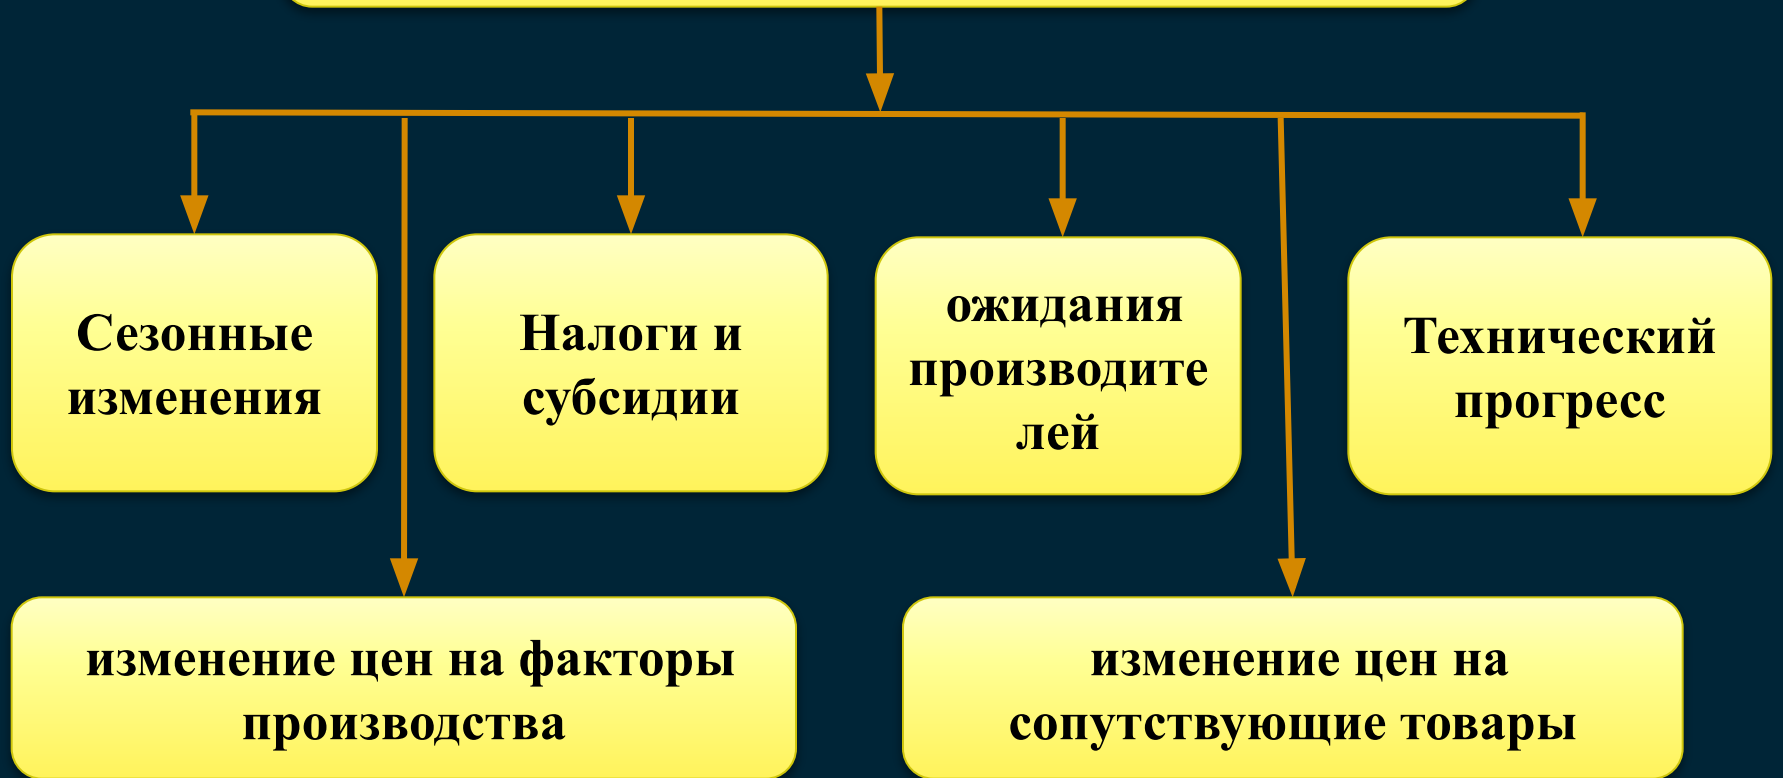 Сезонные
изменения
Налоги и
субсидии
ожидания
производите
лей
Технический
прогресс
изменение цен на факторы
производства
изменение цен на
сопутствующие товары